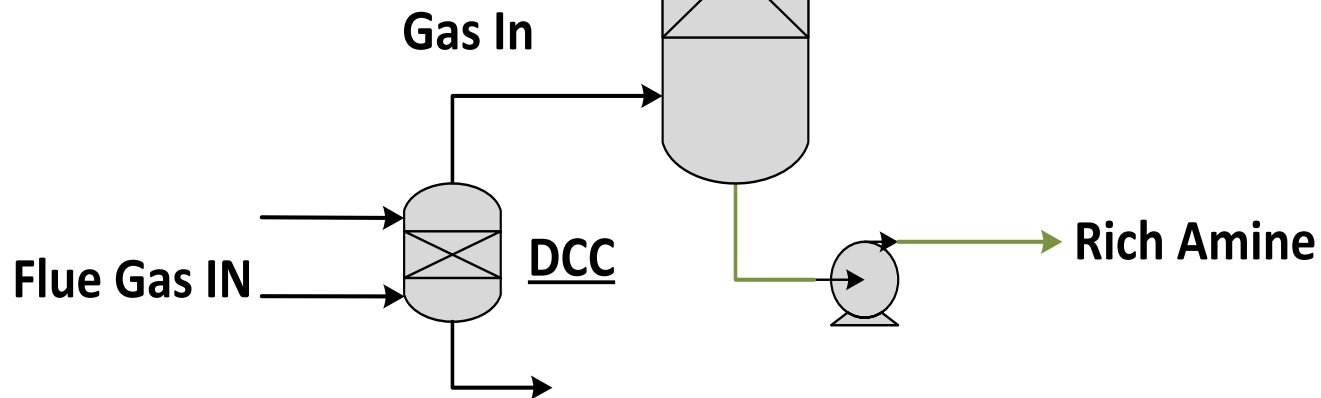 Gas In
DCC
Rich Amine
Flue Gas IN